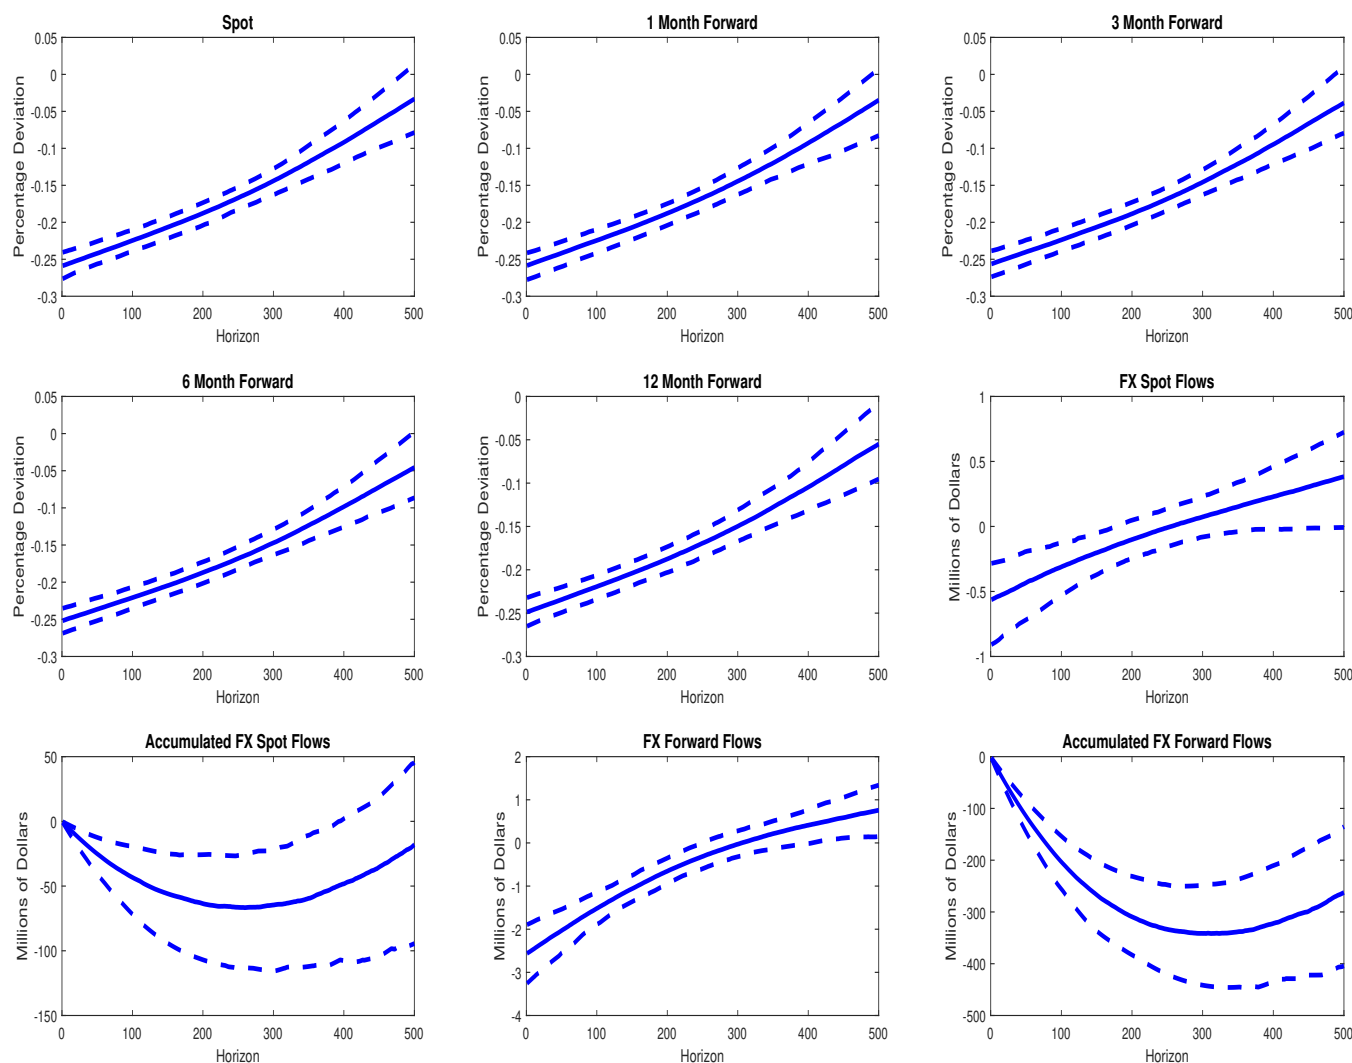 Spot
0.05
0
-0.05
-0.1
-0.15
-0.2
-0.25
-0.3
Percentage Deviation
0 100 200 300 400 500
Horizon
1 Month Forward
0.05
0
-0.05
-0.1
-0.15
-0.2
-0.25
-0.3
Percentage Deviation
0 100 200 300 400 500
Horizon
3 Month Forward
0.05
0
-0.05
-0.1
-0.15
-0.2
-0.25
-0.3
Percentage Deviation
0 100 200 300 400 500
Horizon
6 Month Forward
0.05
0
-0.05
-0.1
-0.15
-0.2
-0.25
-0.3
Percentage Deviation
0 100 200 300 400 500
Horizon
12 Month Forward
0
-0.05
-0.1
-0.15
-0.2
-0.25
-0.3
Percentage Deviation
0 100 200 300 400 500
Horizon
FX Spot Flows
1
0.5
0
-0.5
-1
Millions of Dollars
0 100 200 300 400 500
Horizon
Accumulated FX Spot Flows
50
0
-50
-100
-150
Millions of Dollars
0 100 200 300 400 500
Horizon
FX Forward Flows
2
1
0
-1
-2
-3
-4
Millions of Dollars
0 100 200 300 400 500
Horizon
Accumulated FX Forward Flows
0
-100
-200
-300
-400
-500
Millions of Dollars
0 100 200 300 400 500
Horizon